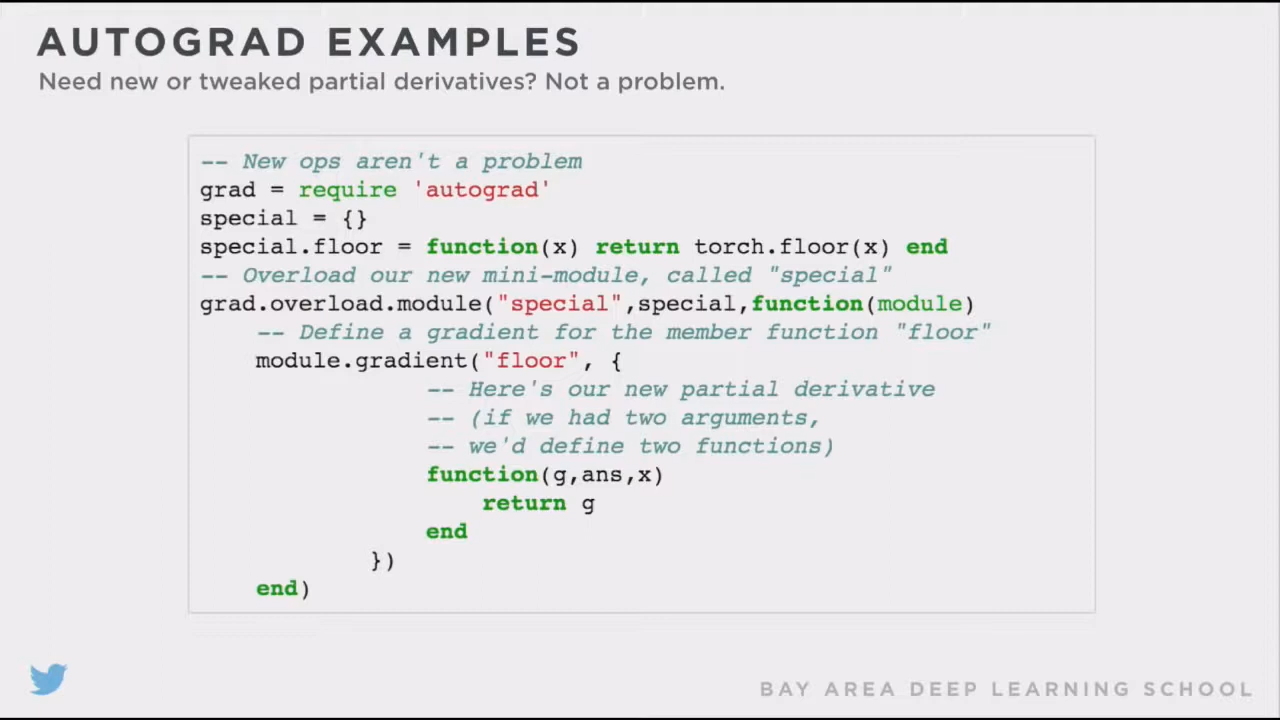 AUTOGRAD EXAMPLES
Need new or tweaked partial derivatives? Not a problem.
-- New ops aren't a problem
grad = require 'autograd'
special = {}
special.floor = function(x) return torch.floor(x) end
-- Overload our new mini-module, called "special"
grad.overload.module("special",special,function(module)
-- Define a gradient for the member function "floor"
module.gradient("floor", {
-- Here's our new partial derivative
-- (if we had two arguments,
-- we'd define two functions)
function(g,ans,x)
return g
end
})
end)
BAY AREA DEEP LEARNING SCHOOL